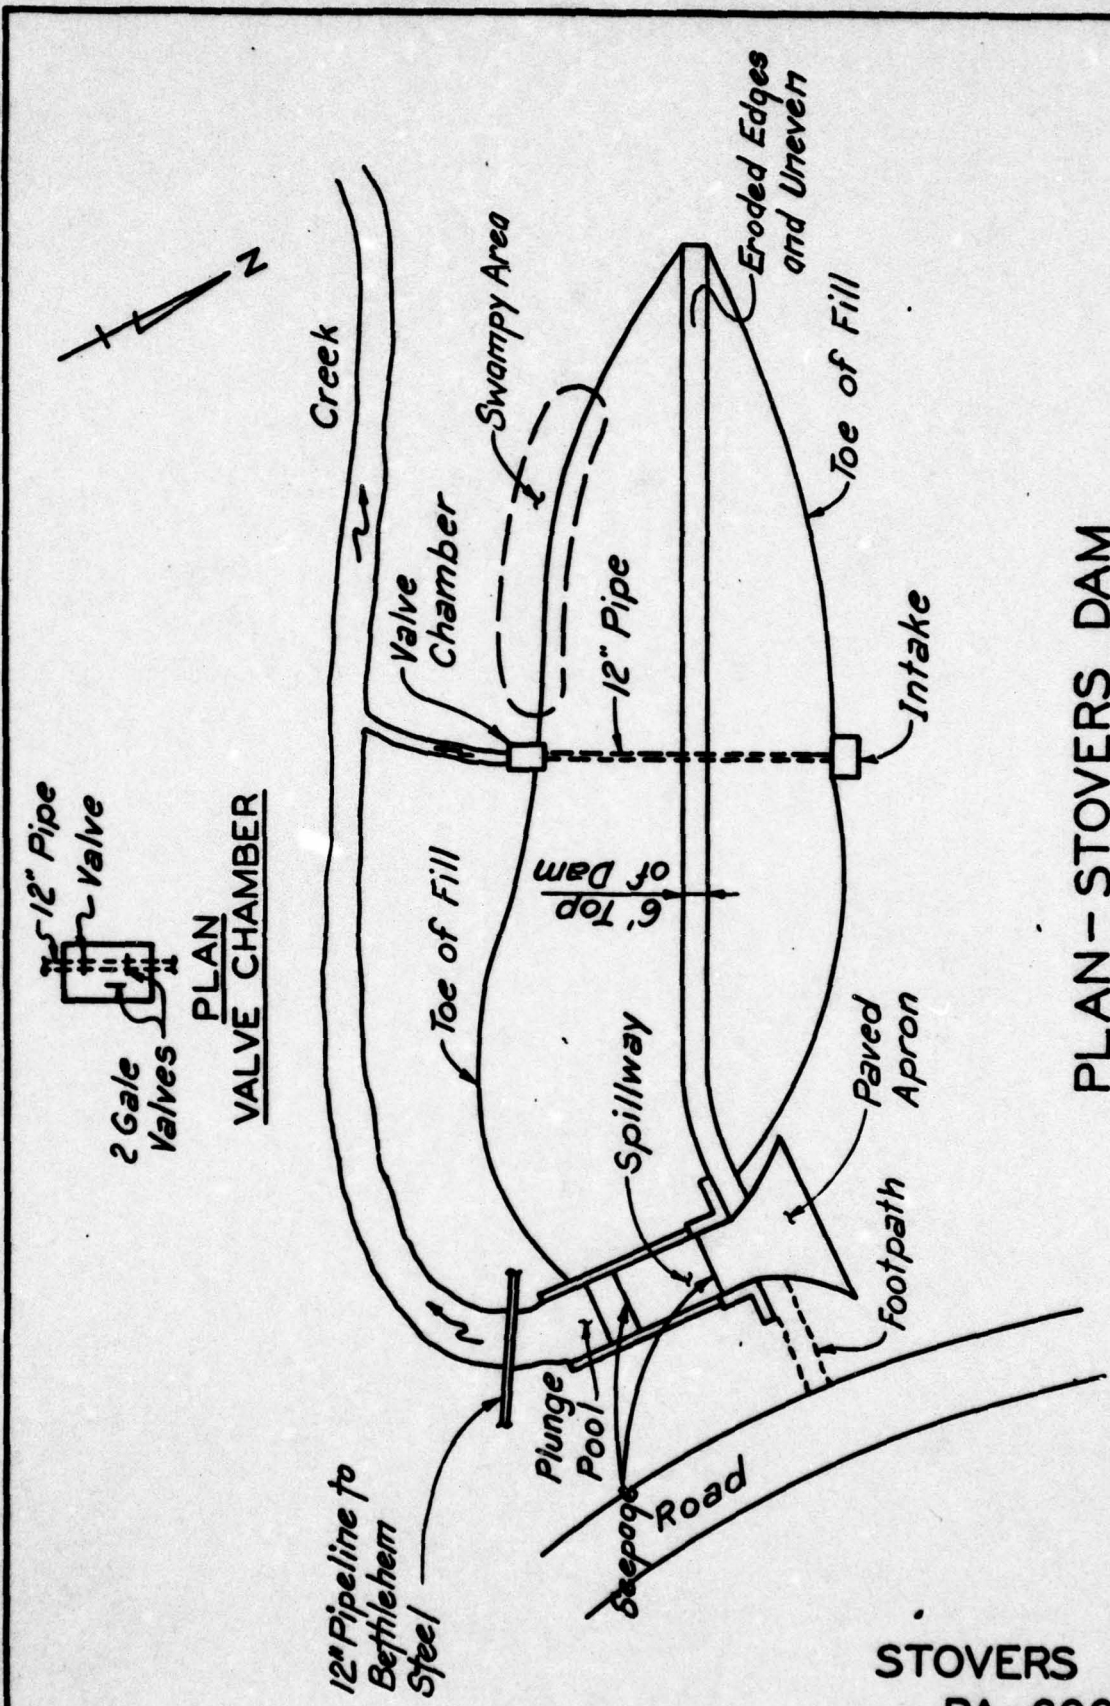 12" Pipe
Valve
2 Gale
Valves
PLAN
VALVE CHAMBER
N
Creek
Swampy Area
Eroded Edges
and Uneven
Toe of Fill
Valve
Chamber
12" Pipe
Intake
Toe of Fill
6' Top
of Dam
Spillway
Paved
Apron
Footpath
Plunge
Pool
Seepage
Road
12" Pipeline to
Bethlehem
Steel
PLAN-STOVERS DAM
STOVERS